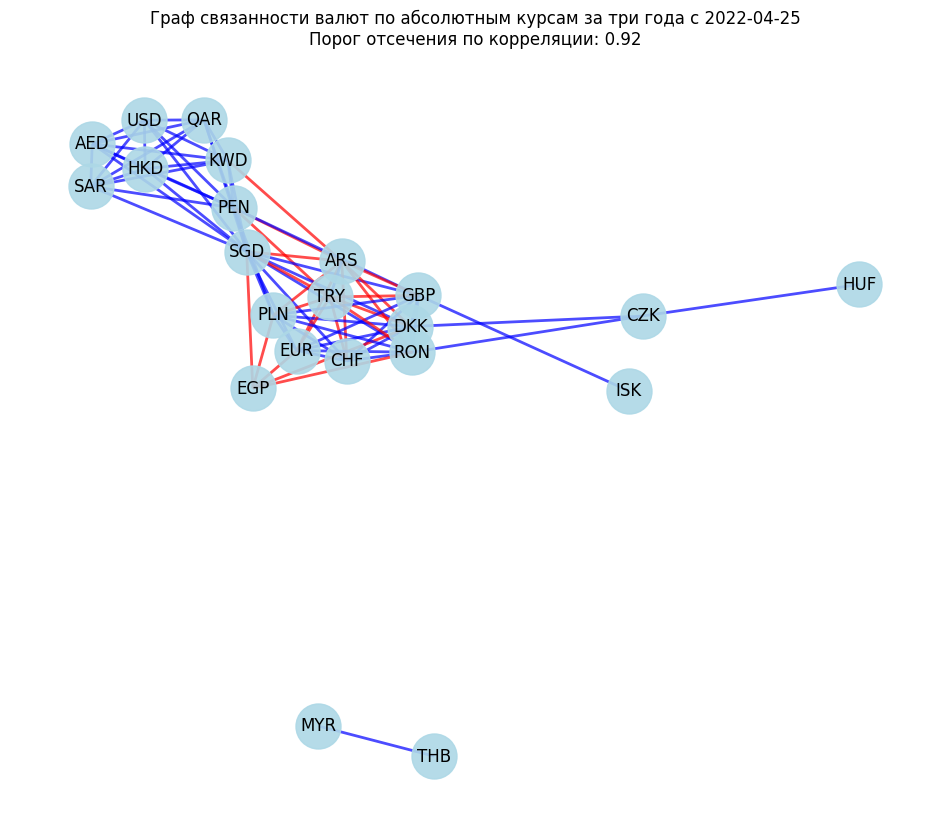 Граф связанности валют по абсолютным курсам за три года с 2022-04-25
Порог отсечения по корреляции: 0.92
USD
QAR
AED
HKD
KWD
SAR
PEN
SGD
ARS
TRY
GBP
HUF
PLN
DKK
CZK
EUR
CHF
RON
EGP
ISK
MYR
THB